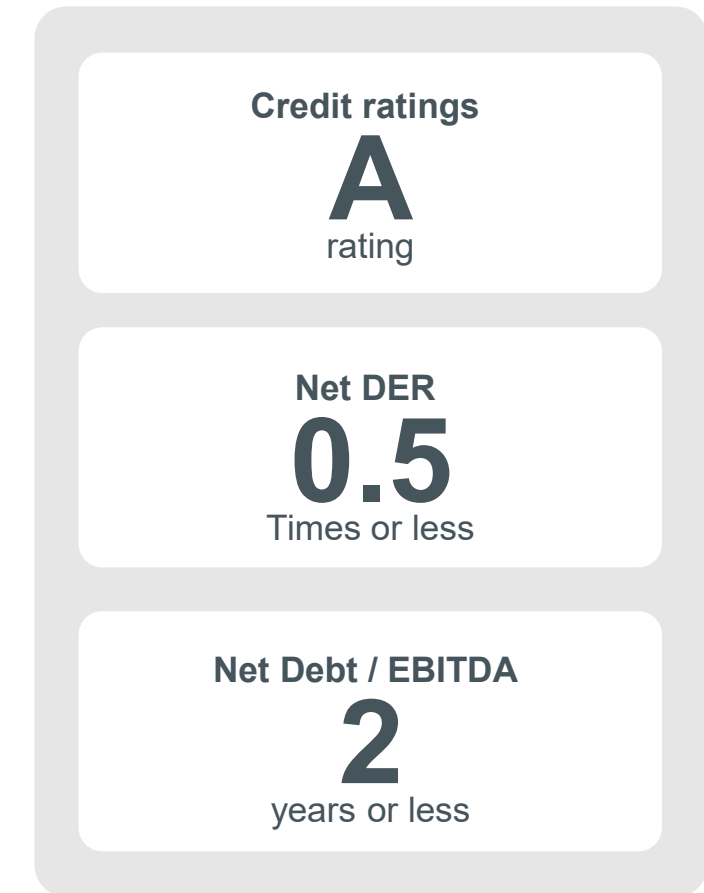 Credit ratings
A
rating
Net DER
0.5
Times or less
Net Debt / EBITDA
2
years or less